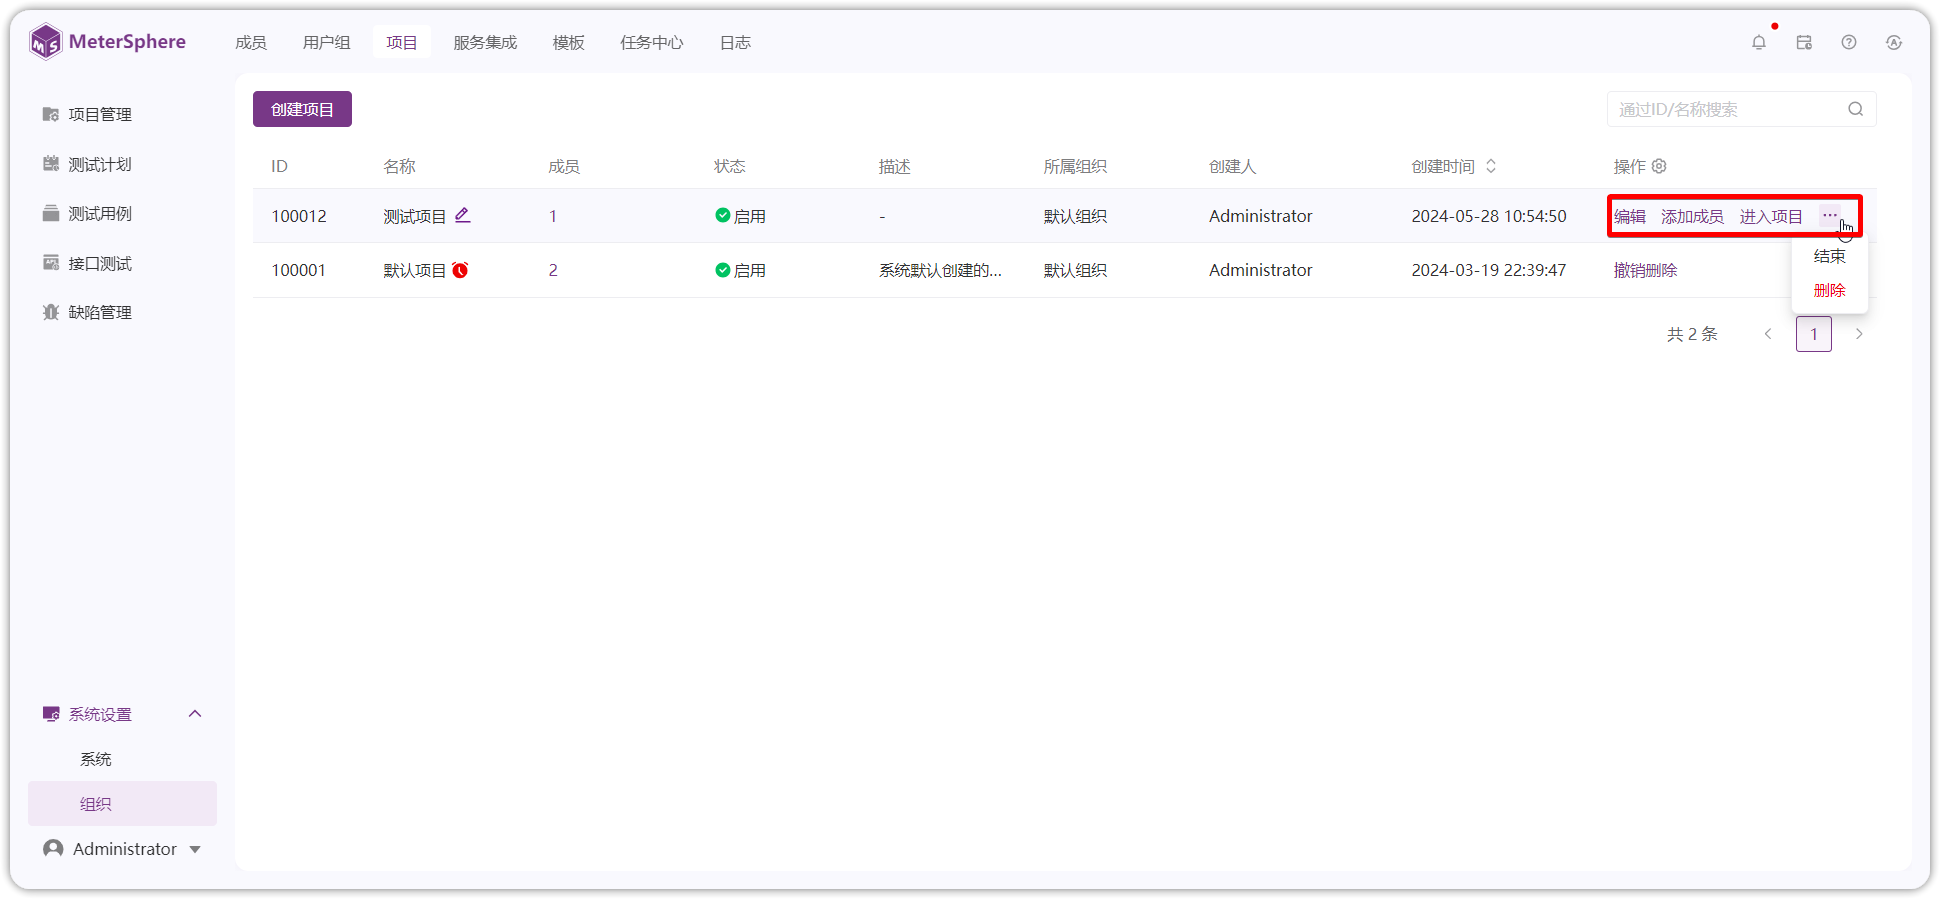 MeterSphere
成员 用户组 项目 服务集成 模板 任务中心 日志
项目管理
测试计划
测试用例
接口测试
缺陷管理
系统设置
系统
组织
Administrator
创建项目
通过ID/名称搜索
ID 名称 成员 状态 描述 所属组织 创建人 创建时间 操作
100012 测试项目 1 启用 - 默认组织 Administrator 2024-05-28 10:54:50 编辑 添加成员 进入项目 ...
100001 默认项目 2 启用 系统默认创建的... 默认组织 Administrator 2024-03-19 22:39:47 撤销删除
结束
删除
共 2 条 < 1 >